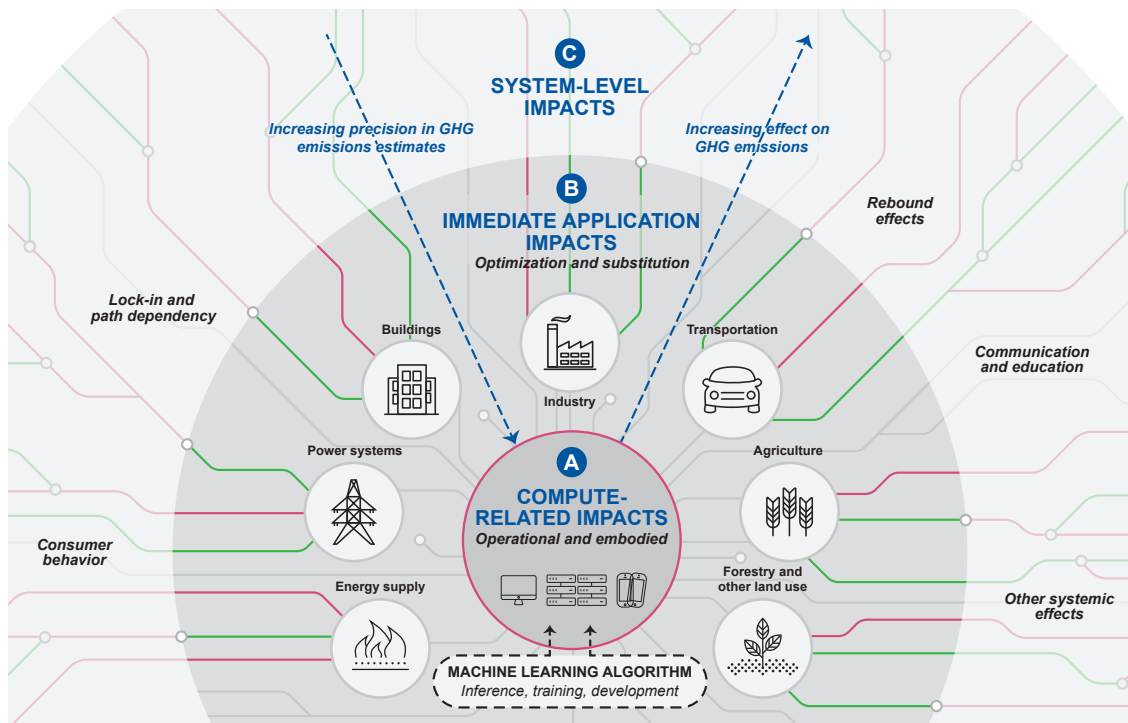 C
SYSTEM-LEVEL
IMPACTS
Increasing precision in GHG
emissions estimates
Increasing effect on
GHG emissions
B
IMMEDIATE APPLICATION
IMPACTS
Optimization and substitution
Rebound
effects
Lock-in and
path dependency
Buildings
Transportation
Communication
and education
Industry
Power systems
Agriculture
A
COMPUTE-
RELATED IMPACTS
Operational and embodied
Consumer
behavior
Energy supply
Forestry and
other land use
Other systemic
effects
MACHINE LEARNING ALGORITHM
Inference, training, development